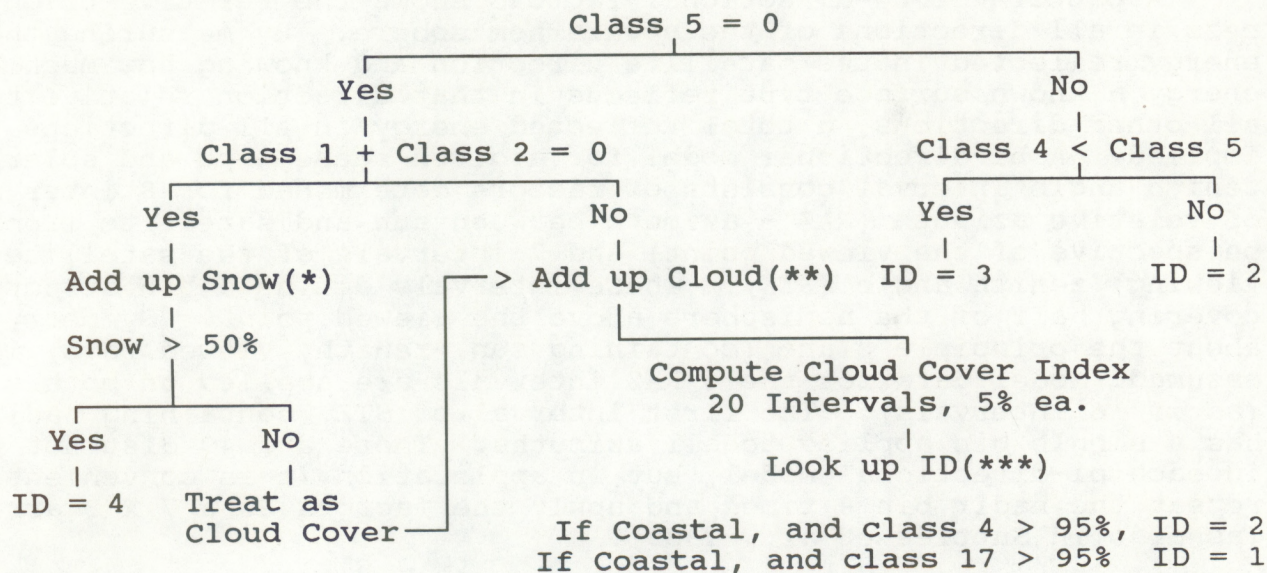 Class 5 = 0
Yes No
Class 1 + Class 2 = 0 Class 4 < Class 5
Yes No Yes No
Add up Snow(*) Add up Cloud(**) ID = 3 ID = 2
Snow > 50%
Compute Cloud Cover Index
20 Intervals, 5% ea.
Yes No
Look up ID(***)
ID = 4 Treat as
Cloud Cover
If Coastal, and class 4 > 95%, ID = 2
If Coastal, and class 17 > 95% ID = 1